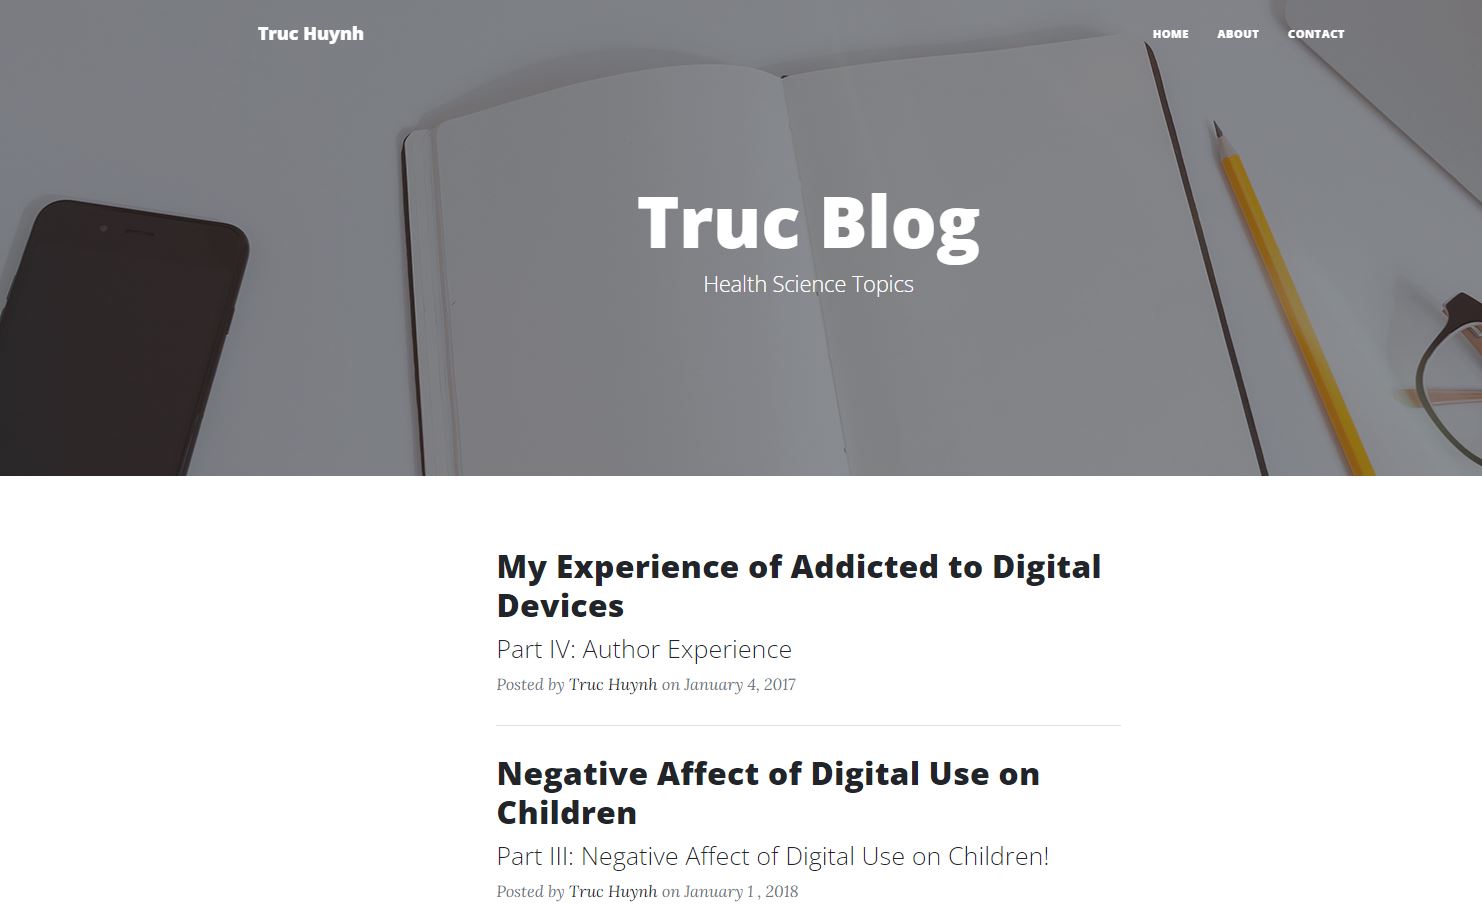 Truc Huynh
HOME ABOUT CONTACT
Truc Blog
Health Science Topics
My Experience of Addicted to Digital
Devices
Part IV: Author Experience
Posted by Truc Huynh on January 4, 2017
Negative Affect of Digital Use on
Children
Part III: Negative Affect of Digital Use on Children!
Posted by Truc Huynh on January 1 , 2018